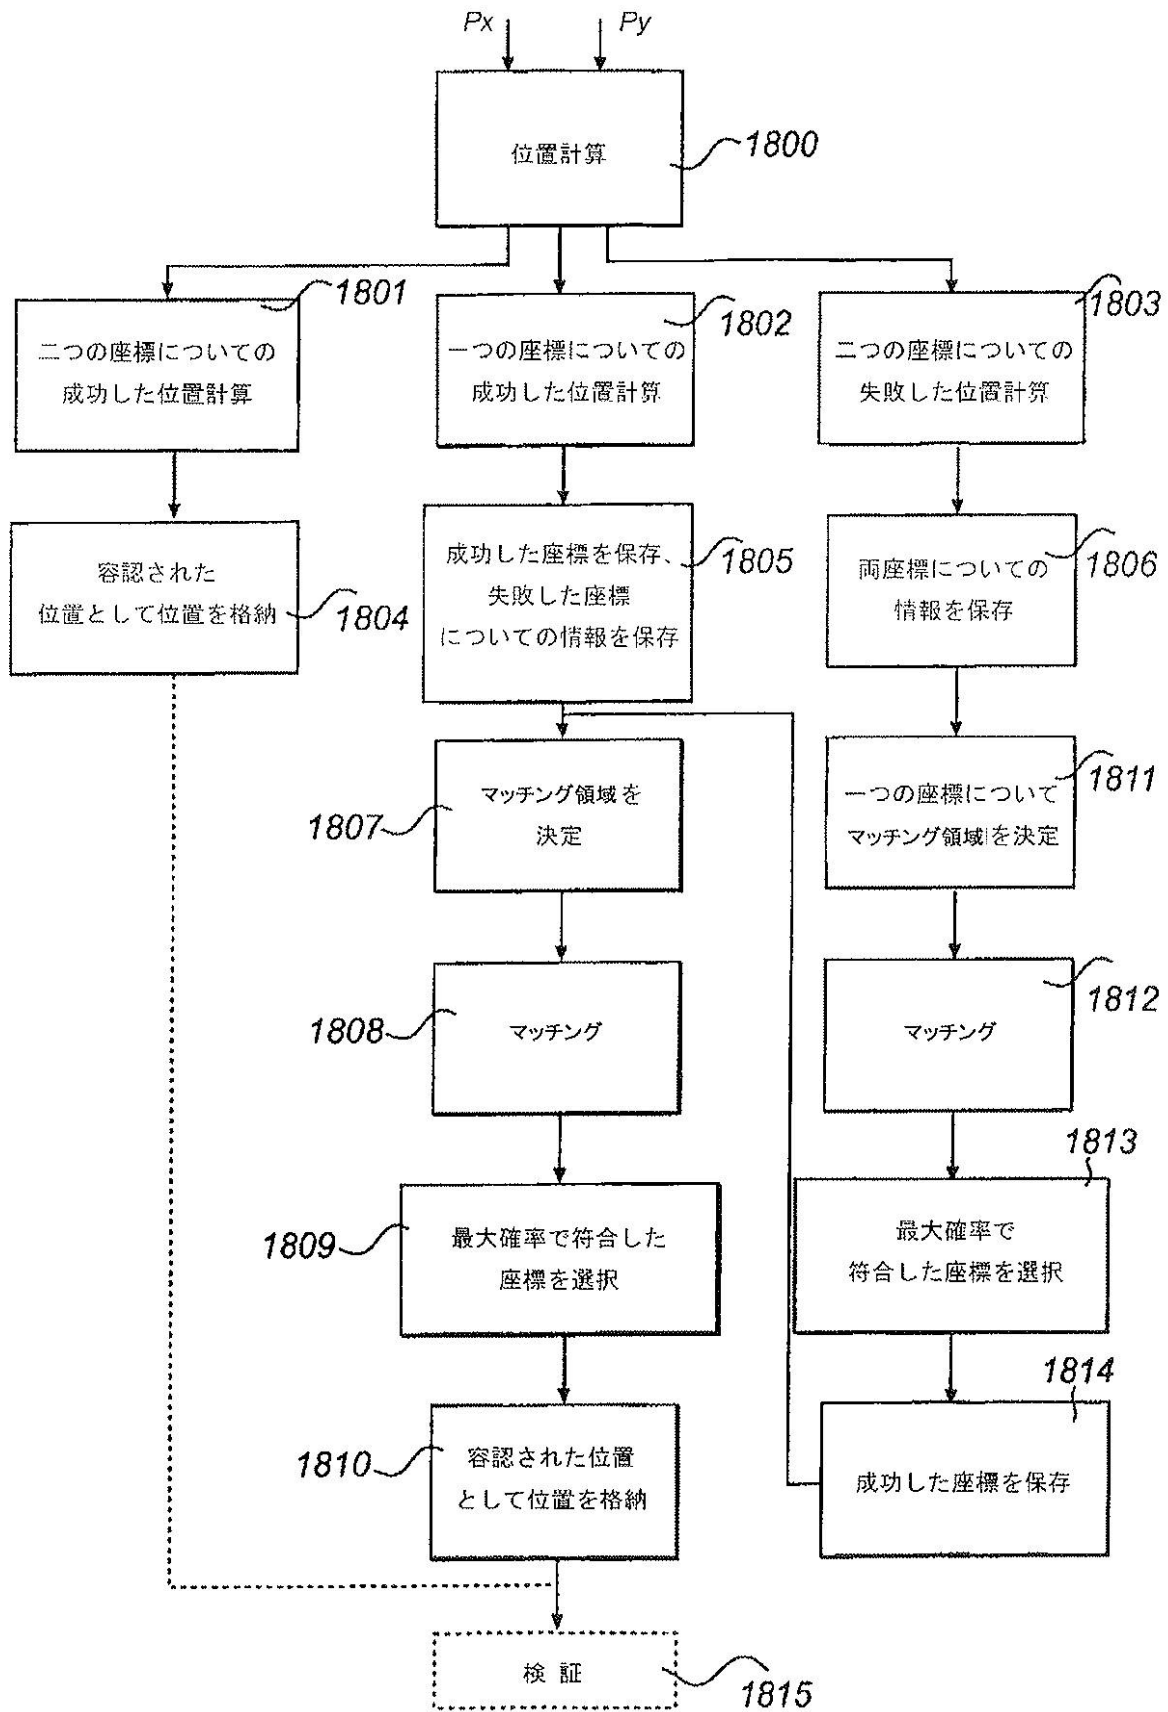 Px
Py
位置計算
1800
1801
二つの座標についての
成功した位置計算
1802
一つの座標についての
成功した位置計算
1803
二つの座標についての
失敗した位置計算
容認された
位置として位置を格納
1804
成功した座標を保存、
失敗した座標
についての情報を保存
1805
両座標についての
情報を保存
1806
マッチング領域を
決定
1807
一つの座標について
マッチング領域を決定
1811
マッチング
1808
マッチング
1812
最大確率で符合した
座標を選択
1809
1813
最大確率で
符合した座標を選択
容認された位置
として位置を格納
1810
1814
成功した座標を保存
検 証
1815